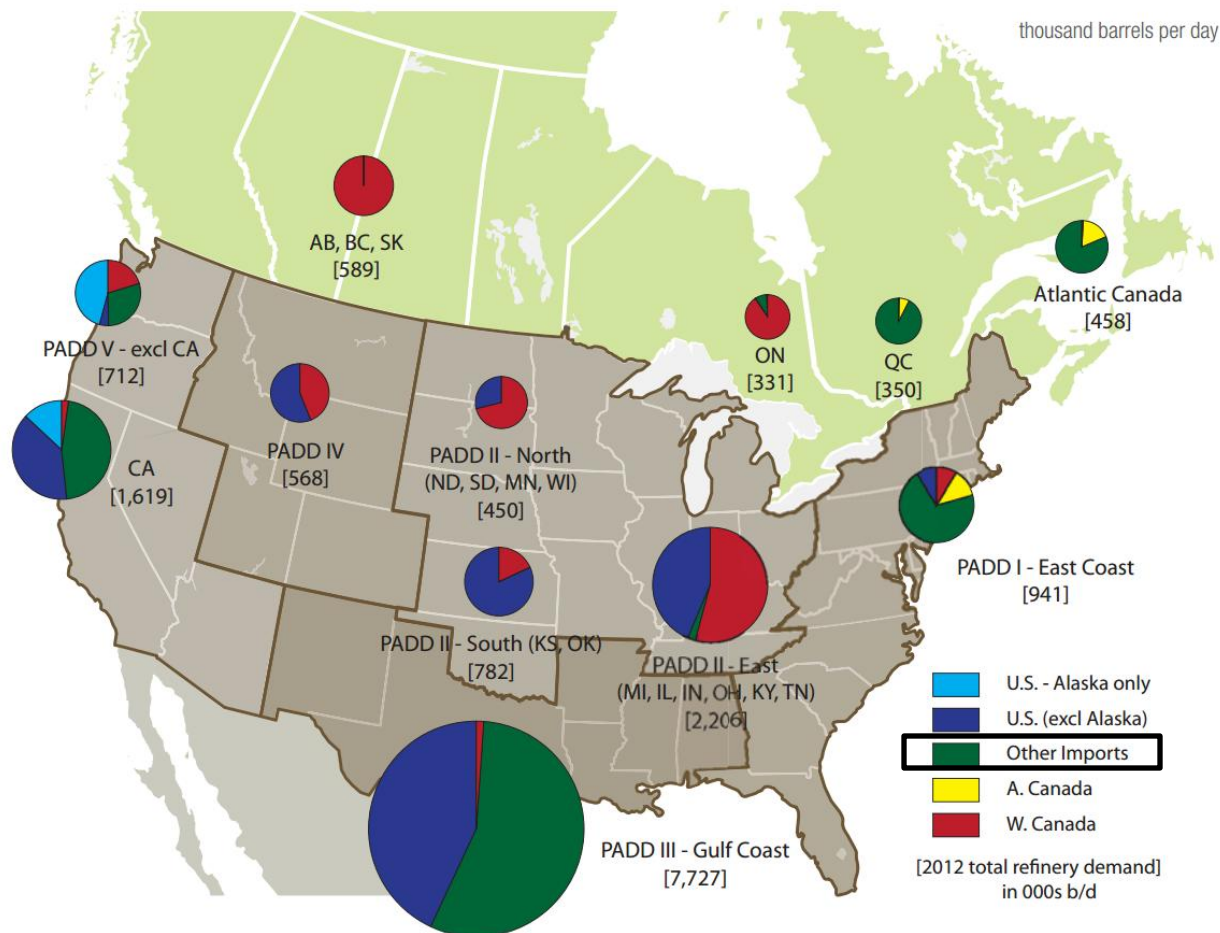 thousand barrels per day
AB, BC, SK
[589]
Atlantic Canada
[458]
ON
[331]
QC
[350]
PADD V - excl CA
[712]
PADD IV
[568]
PADD II - North
(ND, SD, MN, WI)
[450]
CA
[1,619]
PADD I - East Coast
[941]
PADD II - South (KS, OK)
[782]
PADD II - East
(MI, IL, IN, OH, KY, TN)
[2,206]
PADD III - Gulf Coast
[7,727]
U.S. - Alaska only
U.S. (excl Alaska)
Other Imports
A. Canada
W. Canada
[2012 total refinery demand]
in 000s b/d